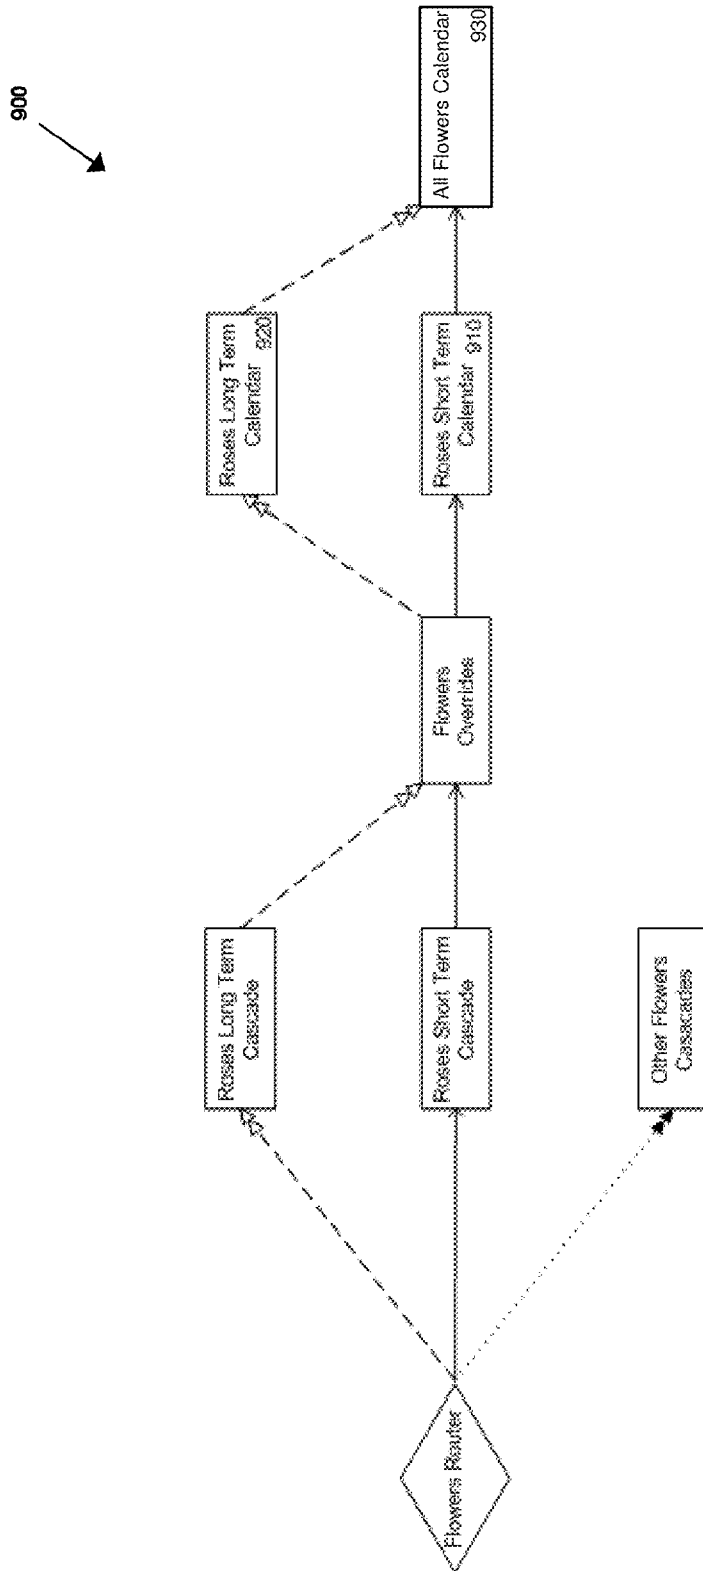 900
Flowers Router
Roses Long Term
Cascade
Roses Short Term
Cascade
Other Flowers
Casacades
Flowers
Overrides
Roses Long Term
Calendar
920
Roses Short Term
Calendar
910
All Flowers Calendar
930